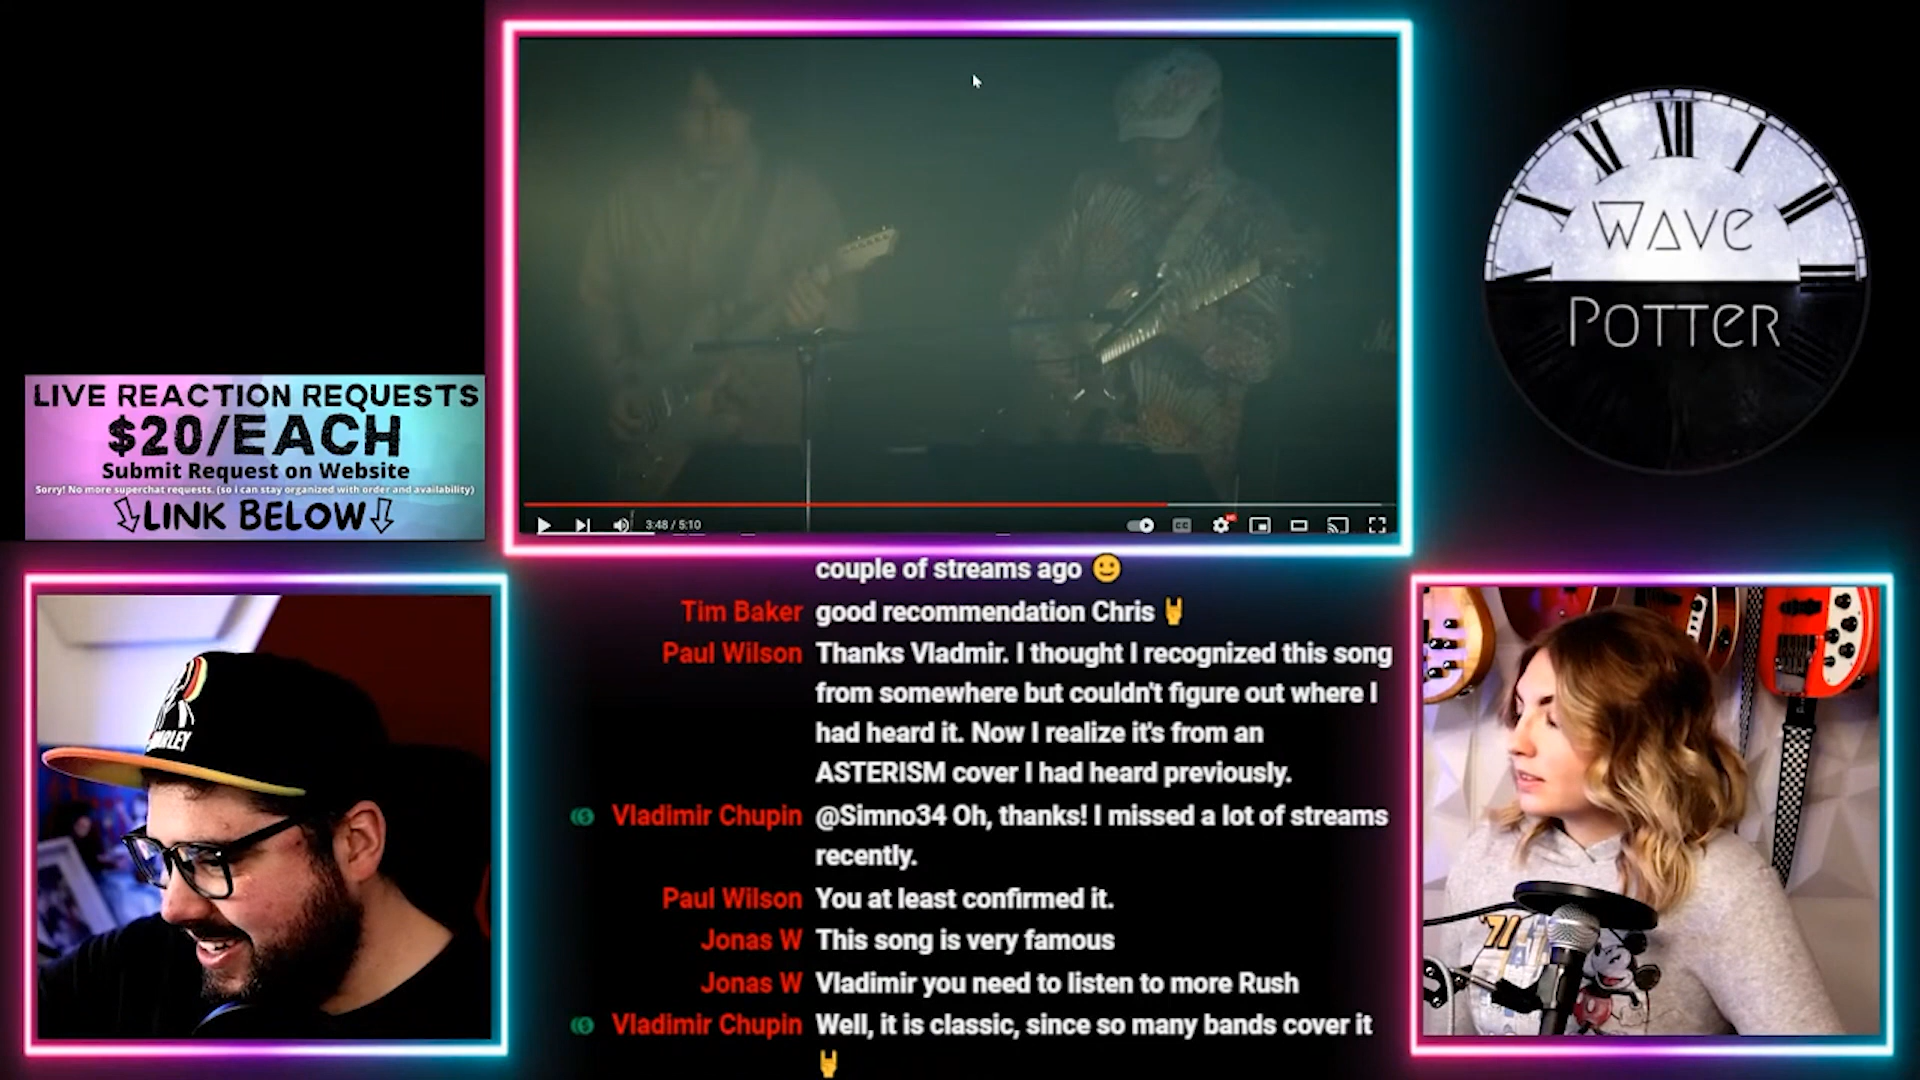 WAVE
POTTER
LIVE REACTION REQUESTS
$20/EACH
Submit Request on Website
Sorry! No more superchat requests. (so i can stay organized with order and availability)
LINK BELOW
3:48 / 5:10
CC
couple of streams ago
Tim Baker good recommendation Chris
Paul Wilson Thanks Vladmir. I thought I recognized this song
from somewhere but couldn't figure out where I
had heard it. Now I realize it's from an
ASTERISM cover I had heard previously.
Vladimir Chupin @Simno34 Oh, thanks! I missed a lot of streams
recently.
Paul Wilson You at least confirmed it.
Jonas W This song is very famous
Jonas W Vladimir you need to listen to more Rush
Vladimir Chupin Well, it is classic, since so many bands cover it
'71